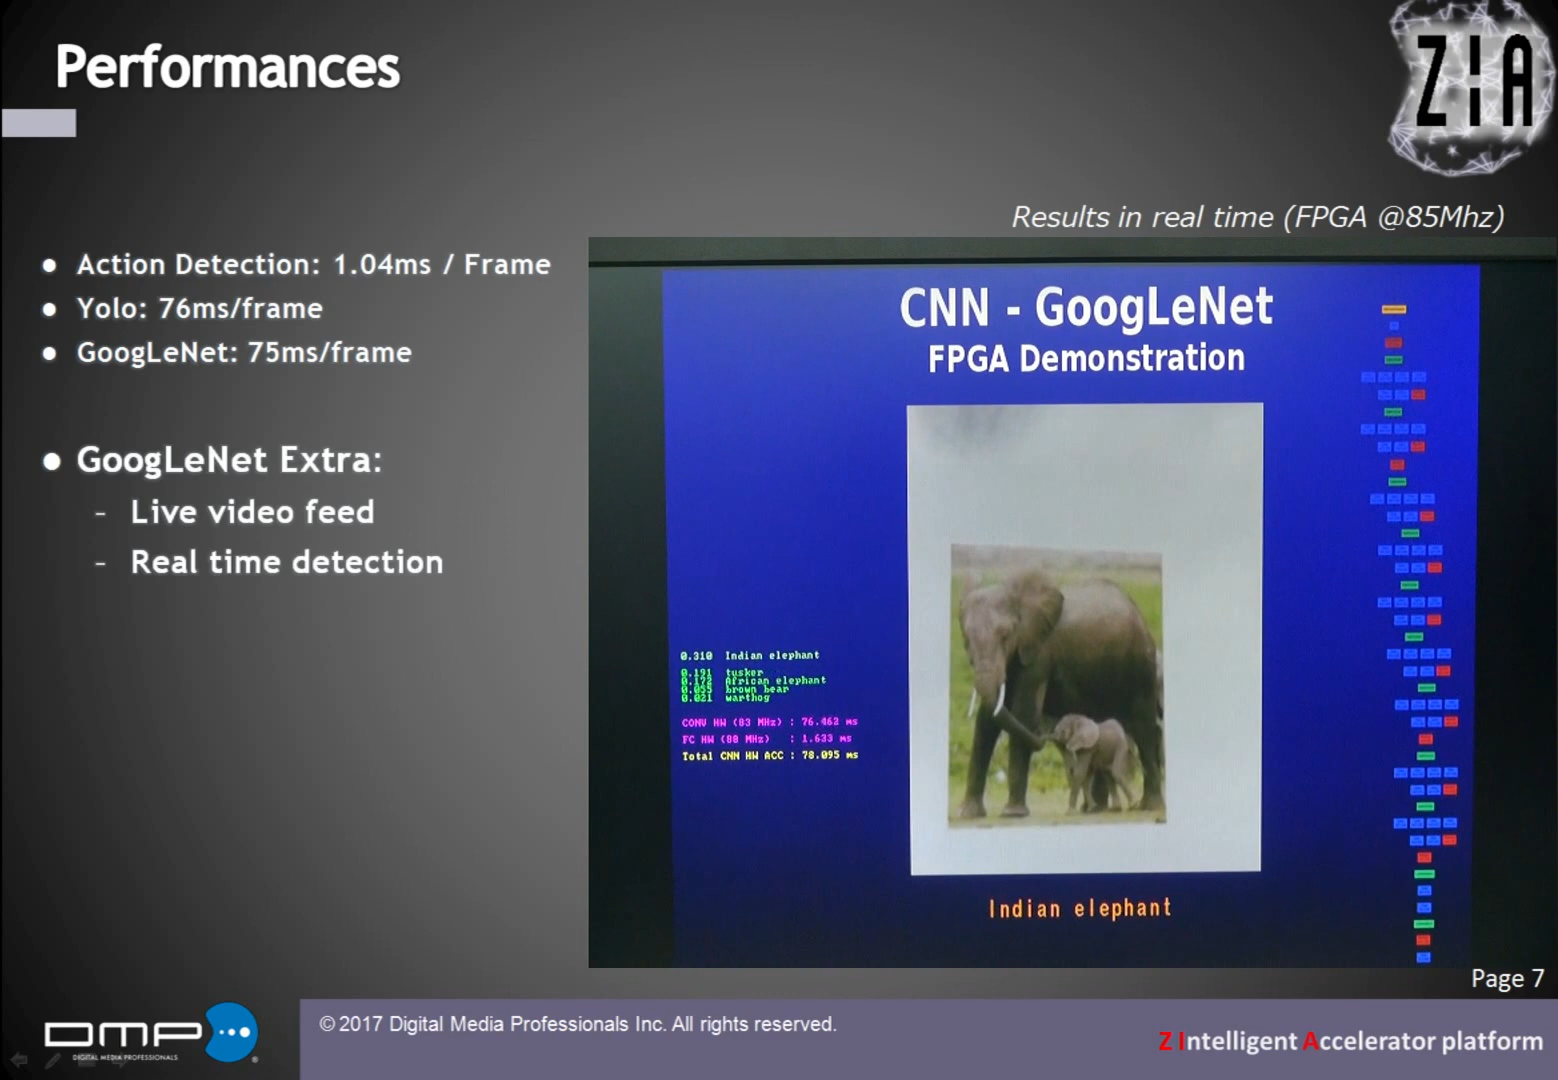 Performances
ZIA
Results in real time (FPGA @85Mhz)
● Action Detection: 1.04ms / Frame
● Yolo: 76ms/frame
● GoogLeNet: 75ms/frame
● GoogLeNet Extra:
- Live video feed
- Real time detection
CNN - GoogLeNet
FPGA Demonstration
0.310 Indian elephant
0.191 tusker
0.172 African elephant
0.055 brown bear
0.021 warthog
CONV HW (83 MHz) : 76.462 ms
FC HW (88 MHz) : 1.633 ms
Total CNN HW ACC : 78.095 ms
Indian elephant
Page 7
DMP
DIGITAL MEDIA PROFESSIONALS
®
© 2017 Digital Media Professionals Inc. All rights reserved.
Z Intelligent Accelerator platform